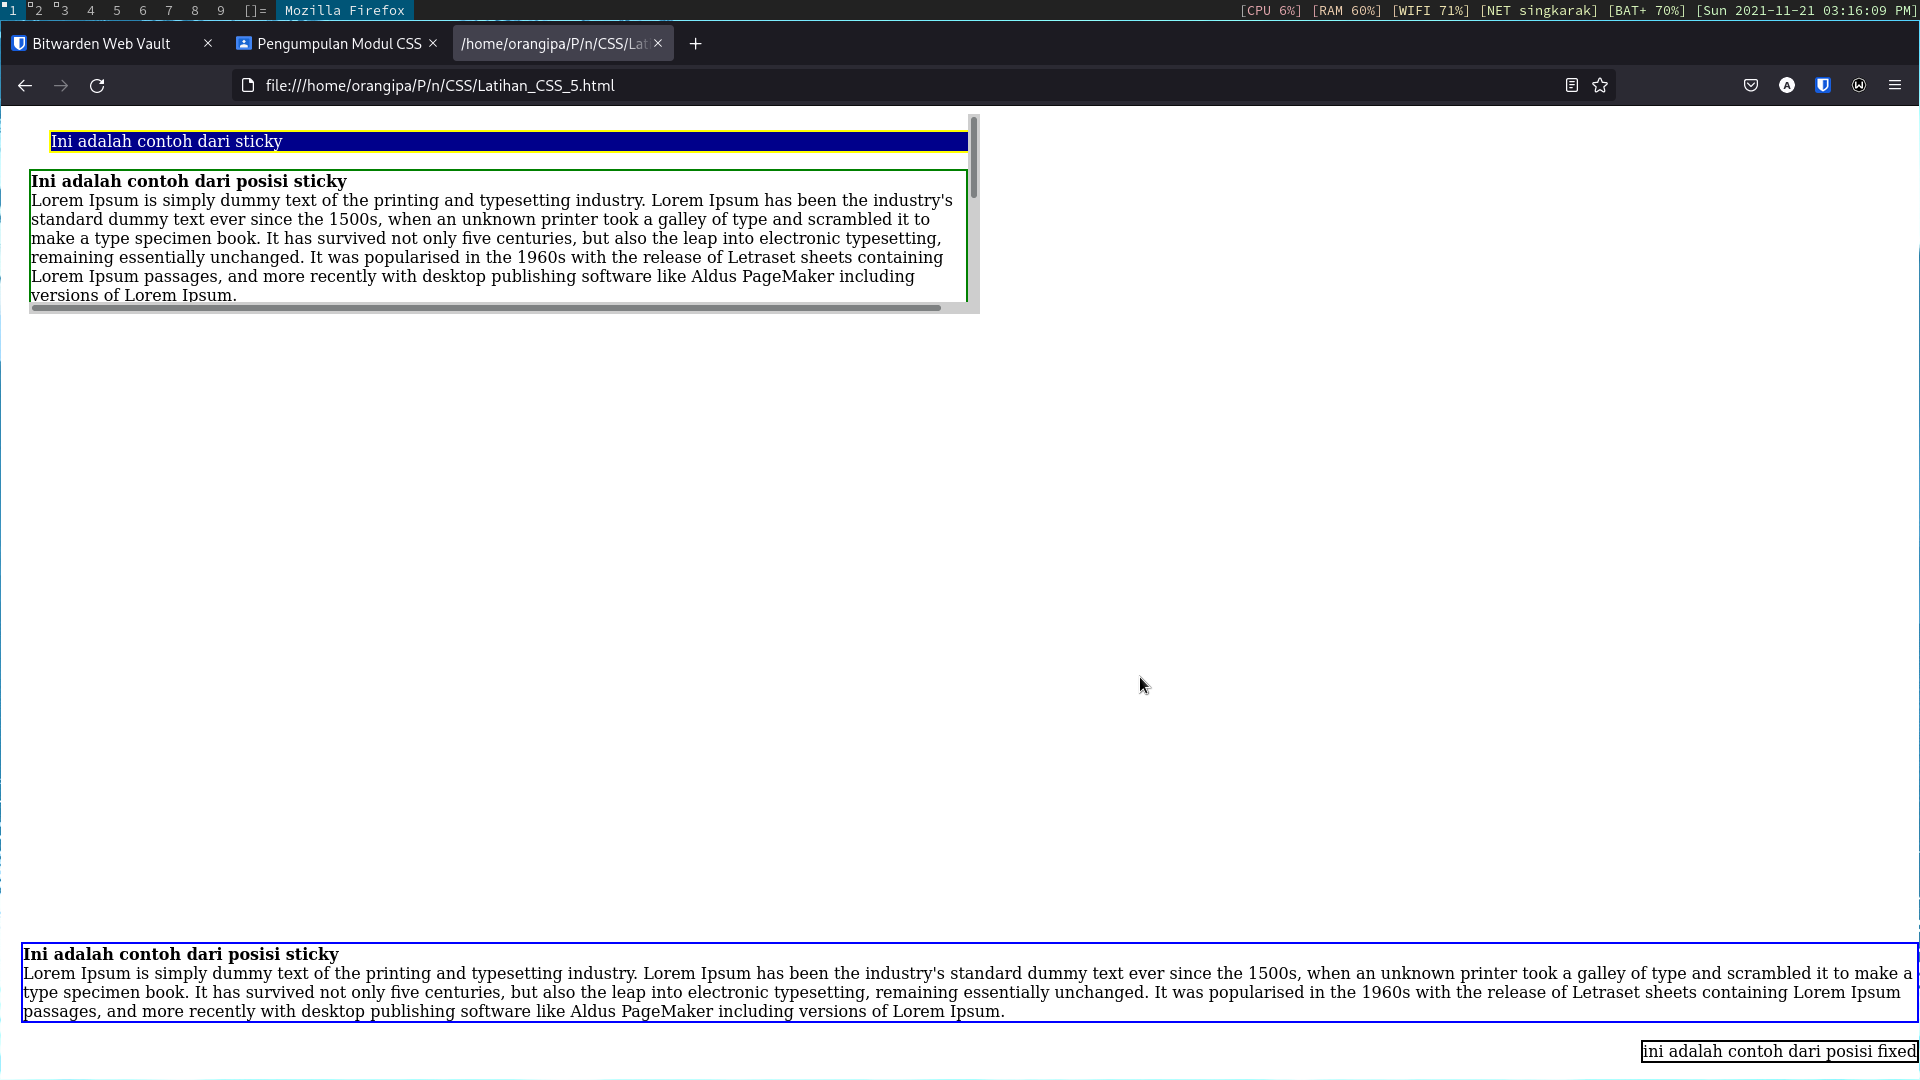 1 2 3 4 5 6 7 8 9 []= Mozilla Firefox [CPU 6%] [RAM 60%] [WIFI 71%] [NET singkarak] [BAT+ 70%] [Sun 2021-11-21 03:16:09 PM]
Bitwarden Web Vault Pengumpulan Modul CSS /home/orangipa/P/n/CSS/Lat
file:///home/orangipa/P/n/CSS/Latihan_CSS_5.html A
Ini adalah contoh dari sticky
Ini adalah contoh dari posisi sticky
Lorem Ipsum is simply dummy text of the printing and typesetting industry. Lorem Ipsum has been the industry's
standard dummy text ever since the 1500s, when an unknown printer took a galley of type and scrambled it to
make a type specimen book. It has survived not only five centuries, but also the leap into electronic typesetting,
remaining essentially unchanged. It was popularised in the 1960s with the release of Letraset sheets containing
Lorem Ipsum passages, and more recently with desktop publishing software like Aldus PageMaker including
versions of Lorem Ipsum.
Ini adalah contoh dari posisi sticky
Lorem Ipsum is simply dummy text of the printing and typesetting industry. Lorem Ipsum has been the industry's standard dummy text ever since the 1500s, when an unknown printer took a galley of type and scrambled it to make a
type specimen book. It has survived not only five centuries, but also the leap into electronic typesetting, remaining essentially unchanged. It was popularised in the 1960s with the release of Letraset sheets containing Lorem Ipsum
passages, and more recently with desktop publishing software like Aldus PageMaker including versions of Lorem Ipsum.
ini adalah contoh dari posisi fixed